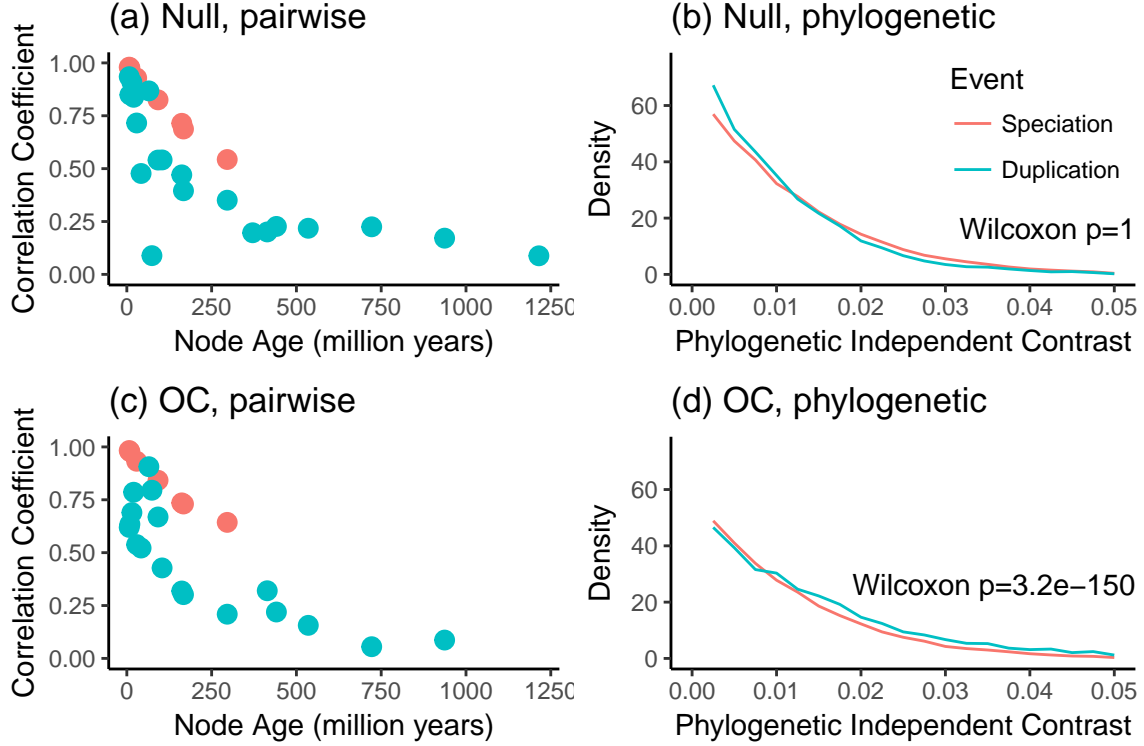 (a) Null, pairwise
Correlation Coefficient
1.00
0.75
0.50
0.25
0.00
0 250 500 750 1000 1250
Node Age (million years)
(b) Null, phylogenetic
Density
60
40
20
0
Event
Speciation
Duplication
Wilcoxon p=1
0.00 0.01 0.02 0.03 0.04 0.05
Phylogenetic Independent Contrast
(c) OC, pairwise
Correlation Coefficient
1.00
0.75
0.50
0.25
0.00
0 250 500 750 1000 1250
Node Age (million years)
(d) OC, phylogenetic
Density
60
40
20
0
Wilcoxon p=3.2e−150
0.00 0.01 0.02 0.03 0.04 0.05
Phylogenetic Independent Contrast